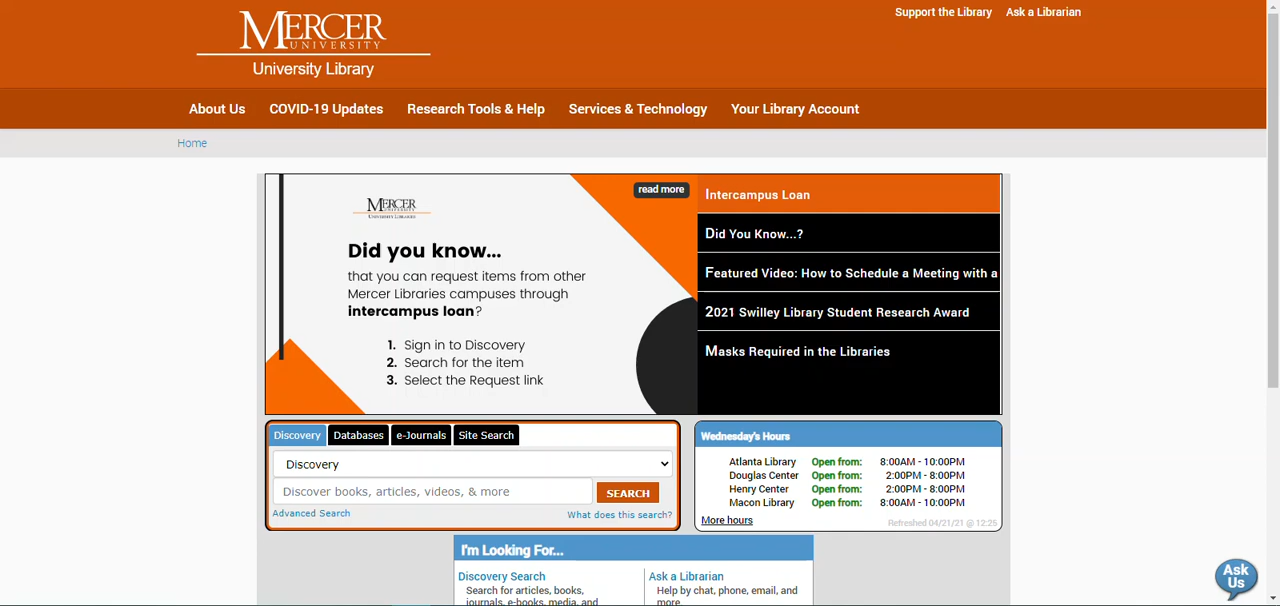 Support the Library Ask a Librarian
MERCER
UNIVERSITY
University Library
About Us COVID-19 Updates Research Tools & Help Services & Technology Your Library Account
Home
read more
MERCER
UNIVERSITY
UNIVERSITY LIBRARIES
Did you know...
that you can request items from other
Mercer Libraries campuses through
intercampus loan?
1. Sign in to Discovery
2. Search for the item
3. Select the Request link
Intercampus Loan
Did You Know...?
Featured Video: How to Schedule a Meeting with a
2021 Swilley Library Student Research Award
Masks Required in the Libraries
Discovery Databases e-Journals Site Search
Discovery
Discover books, articles, videos, & more SEARCH
Advanced Search What does this search?
Wednesday's Hours
Atlanta Library Open from: 8:00AM - 10:00PM
Douglas Center Open from: 2:00PM - 8:00PM
Henry Center Open from: 2:00PM - 8:00PM
Macon Library Open from: 8:00AM - 10:00PM
More hours Refreshed 04/21/21 @ 12:25
I'm Looking For...
Discovery Search
Search for articles, books,
journals, e-books, media, and
Ask a Librarian
Help by chat, phone, email, and
more.
Ask
Us